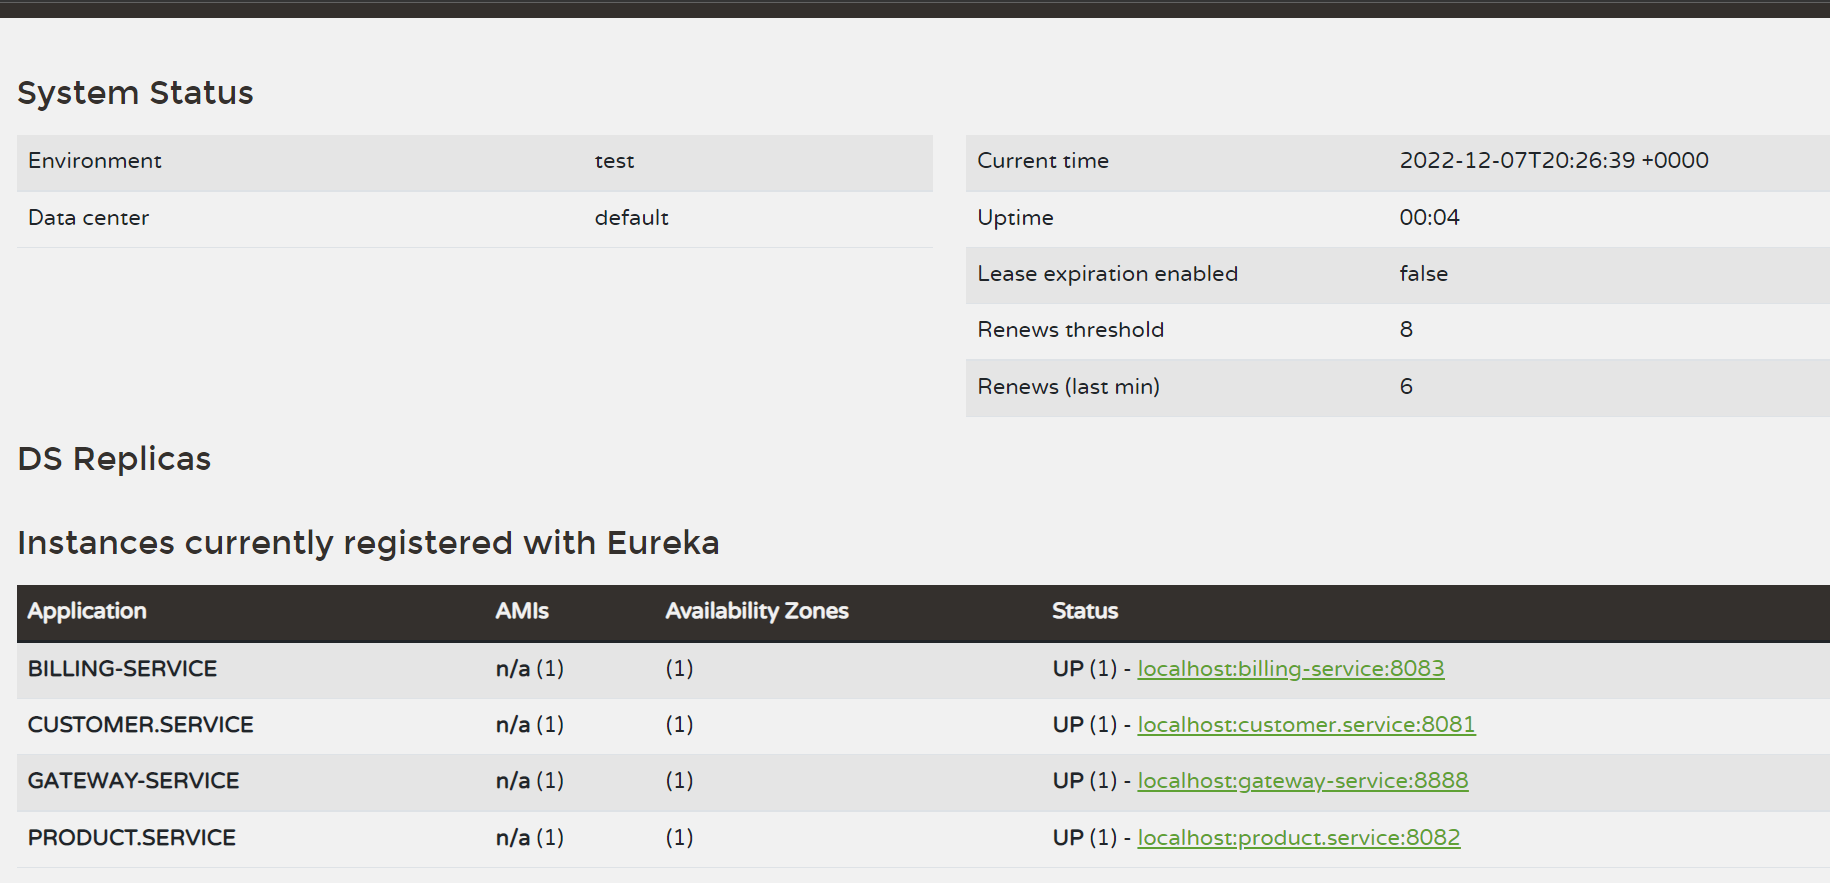 System Status
Environment test
Data center default
Current time 2022-12-07T20:26:39 +0000
Uptime 00:04
Lease expiration enabled false
Renews threshold 8
Renews (last min) 6
DS Replicas
Instances currently registered with Eureka
Application AMIs Availability Zones Status
BILLING-SERVICE n/a (1) (1) UP (1) - localhost:billing-service:8083
CUSTOMER.SERVICE n/a (1) (1) UP (1) - localhost:customer.service:8081
GATEWAY-SERVICE n/a (1) (1) UP (1) - localhost:gateway-service:8888
PRODUCT.SERVICE n/a (1) (1) UP (1) - localhost:product.service:8082